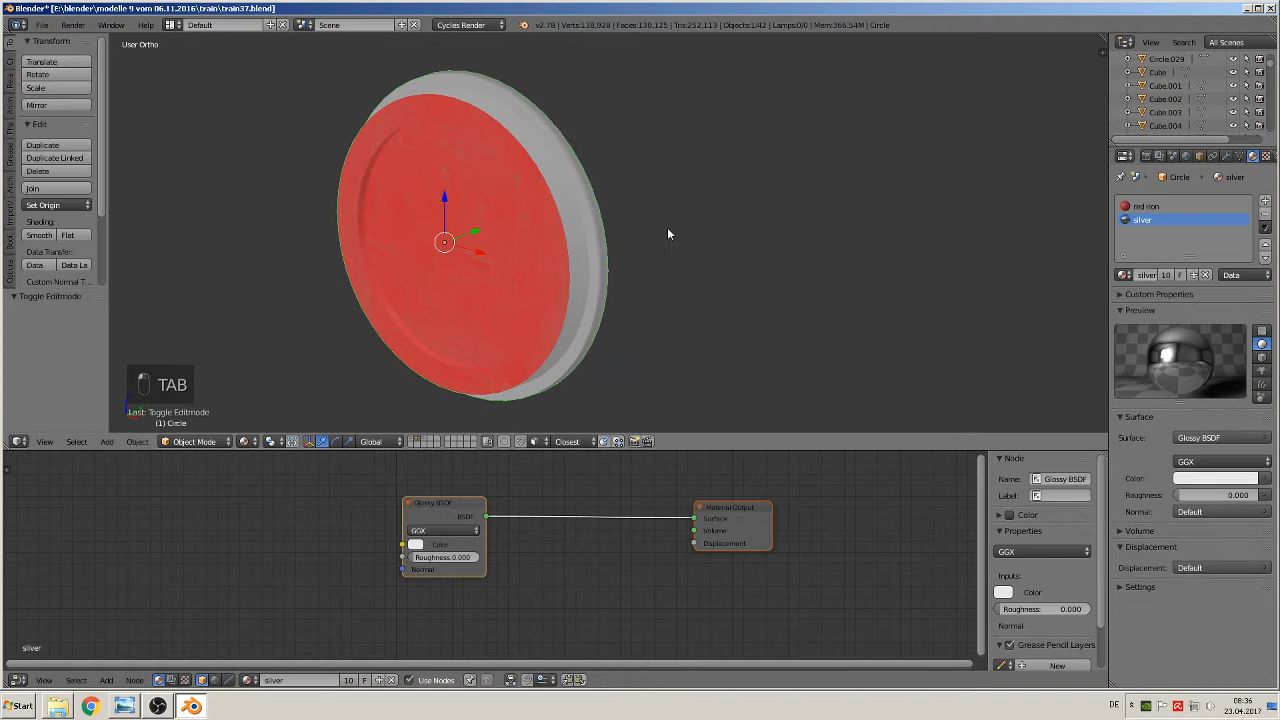 Blender* [E:\blender\modelle 9 vom 06.11.2016\train\train37.blend]
File Render Window Help Default Scene Cycles Render v2.78 | Verts:138,928 | Faces:130,125 | Tris:252,113 | Objects:1/42 | Lamps:0/0 | Mem:366.54M | Circle
Transform
Translate
Rotate
Scale
Mirror
Edit
Duplicate
Duplicate Linked
Delete
Join
Set Origin
Shading:
Smooth Flat
Data Transfer:
Data Data La
Custom Normal T...
Toggle Editmode
User Ortho
TAB
Last: Toggle Editmode
(1) Circle
View Select Add Object Object Mode Global Closest
View Search All Scenes
Circle.029
Cube
Cube.001
Cube.002
Cube.003
Cube.004
Circle silver
red iron
silver
silver 10 F Data
Custom Properties
Preview
Surface
Surface: Glossy BSDF
GGX
Color:
Roughness: 0.000
Normal: Default
Volume
Displacement
Displacement: Default
Settings
Glossy BSDF
BSDF
GGX
Color
Roughness:0.000
Normal
Material Output
Surface
Volume
Displacement
Node
Name: Glossy BSDF
Label:
Color
Properties
GGX
Inputs:
Color
Roughness: 0.000
Normal
Grease Pencil Layers
New
silver
View Select Add Node silver 10 F Use Nodes
Start DE 08:36
23.04.2017